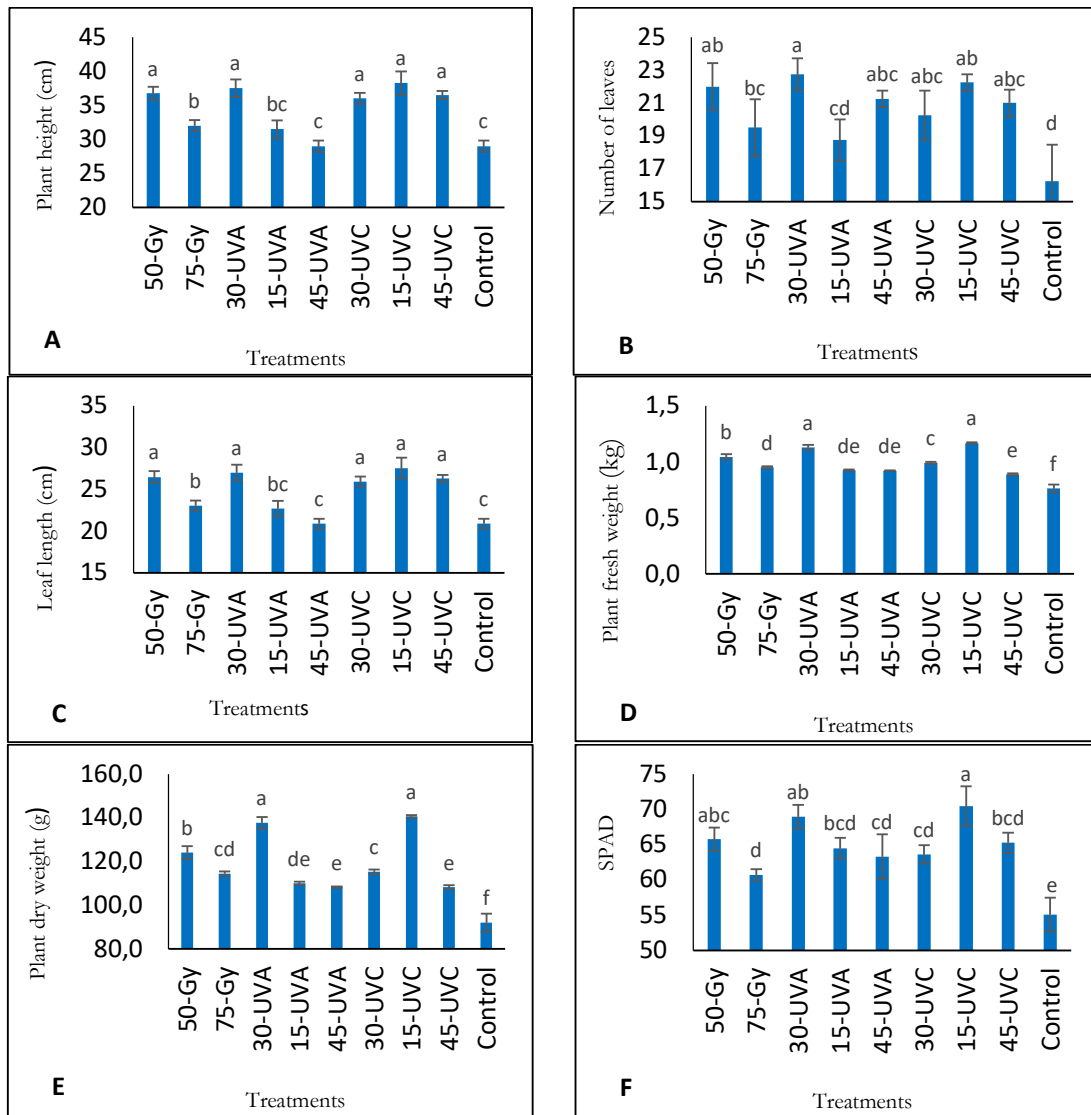 45
40
35
30
25
20
Plant height (cm)
a
b
a
bc
c
a
a
a
c
50-Gy
75-Gy
30-UVA
15-UVA
45-UVA
30-UVC
15-UVC
45-UVC
Control
A
Treatments
25
23
21
19
17
15
Number of leaves
ab
bc
a
cd
abc
abc
ab
abc
d
50-Gy
75-Gy
30-UVA
15-UVA
45-UVA
30-UVC
15-UVC
45-UVC
Control
B
Treatments
35
30
25
20
15
Leaf length (cm)
a
b
a
bc
c
a
a
a
c
50-Gy
75-Gy
30-UVA
15-UVA
45-UVA
30-UVC
15-UVC
45-UVC
Control
C
Treatments
1,5
1,0
0,5
0,0
Plant fresh weight (kg)
b
d
a
de
de
c
a
e
f
50-Gy
75-Gy
30-UVA
15-UVA
45-UVA
30-UVC
15-UVC
45-UVC
Control
D
Treatments
160,0
140,0
120,0
100,0
80,0
Plant dry weight (g)
b
cd
a
de
e
c
a
e
f
50-Gy
75-Gy
30-UVA
15-UVA
45-UVA
30-UVC
15-UVC
45-UVC
Control
E
Treatments
75
70
65
60
55
50
SPAD
abc
d
ab
bcd
cd
cd
a
bcd
e
50-Gy
75-Gy
30-UVA
15-UVA
45-UVA
30-UVC
15-UVC
45-UVC
Control
F
Treatments